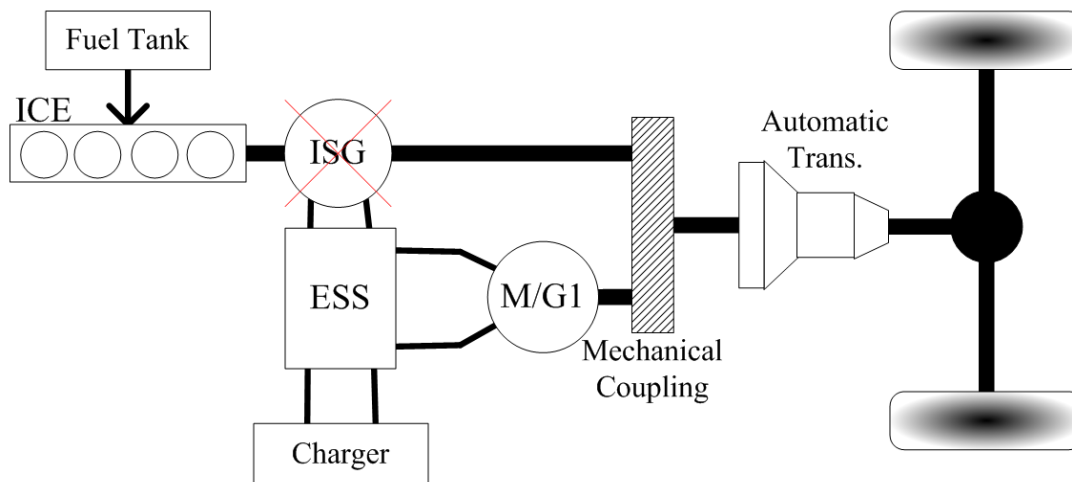 Fuel Tank
ICE
ISG
Automatic
Trans.
ESS
M/G1
Mechanical
Coupling
Charger